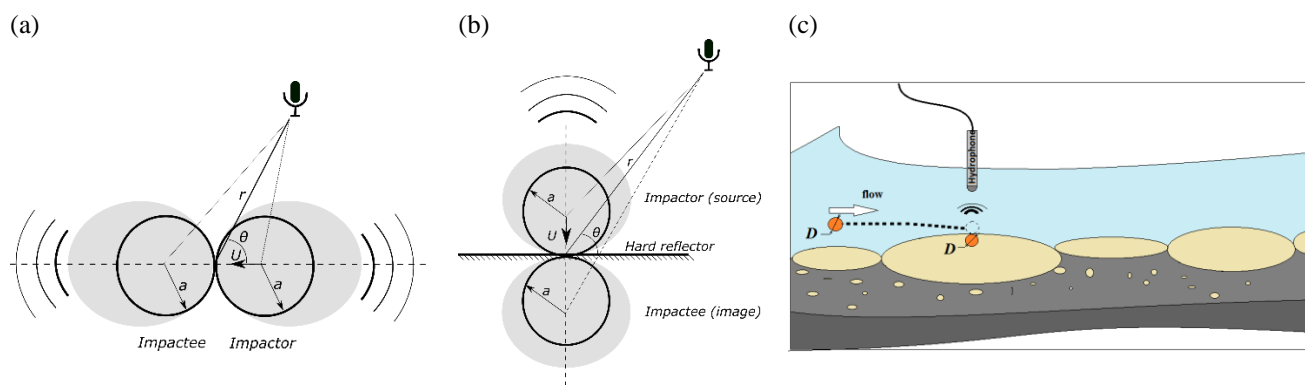 (a)
r
θ
U
a
a
Impactee
Impactor
(b)
r
a
Impactor (source)
U
θ
Hard reflector
a
Impactee (image)
(c)
Hydrophone
flow
D
D